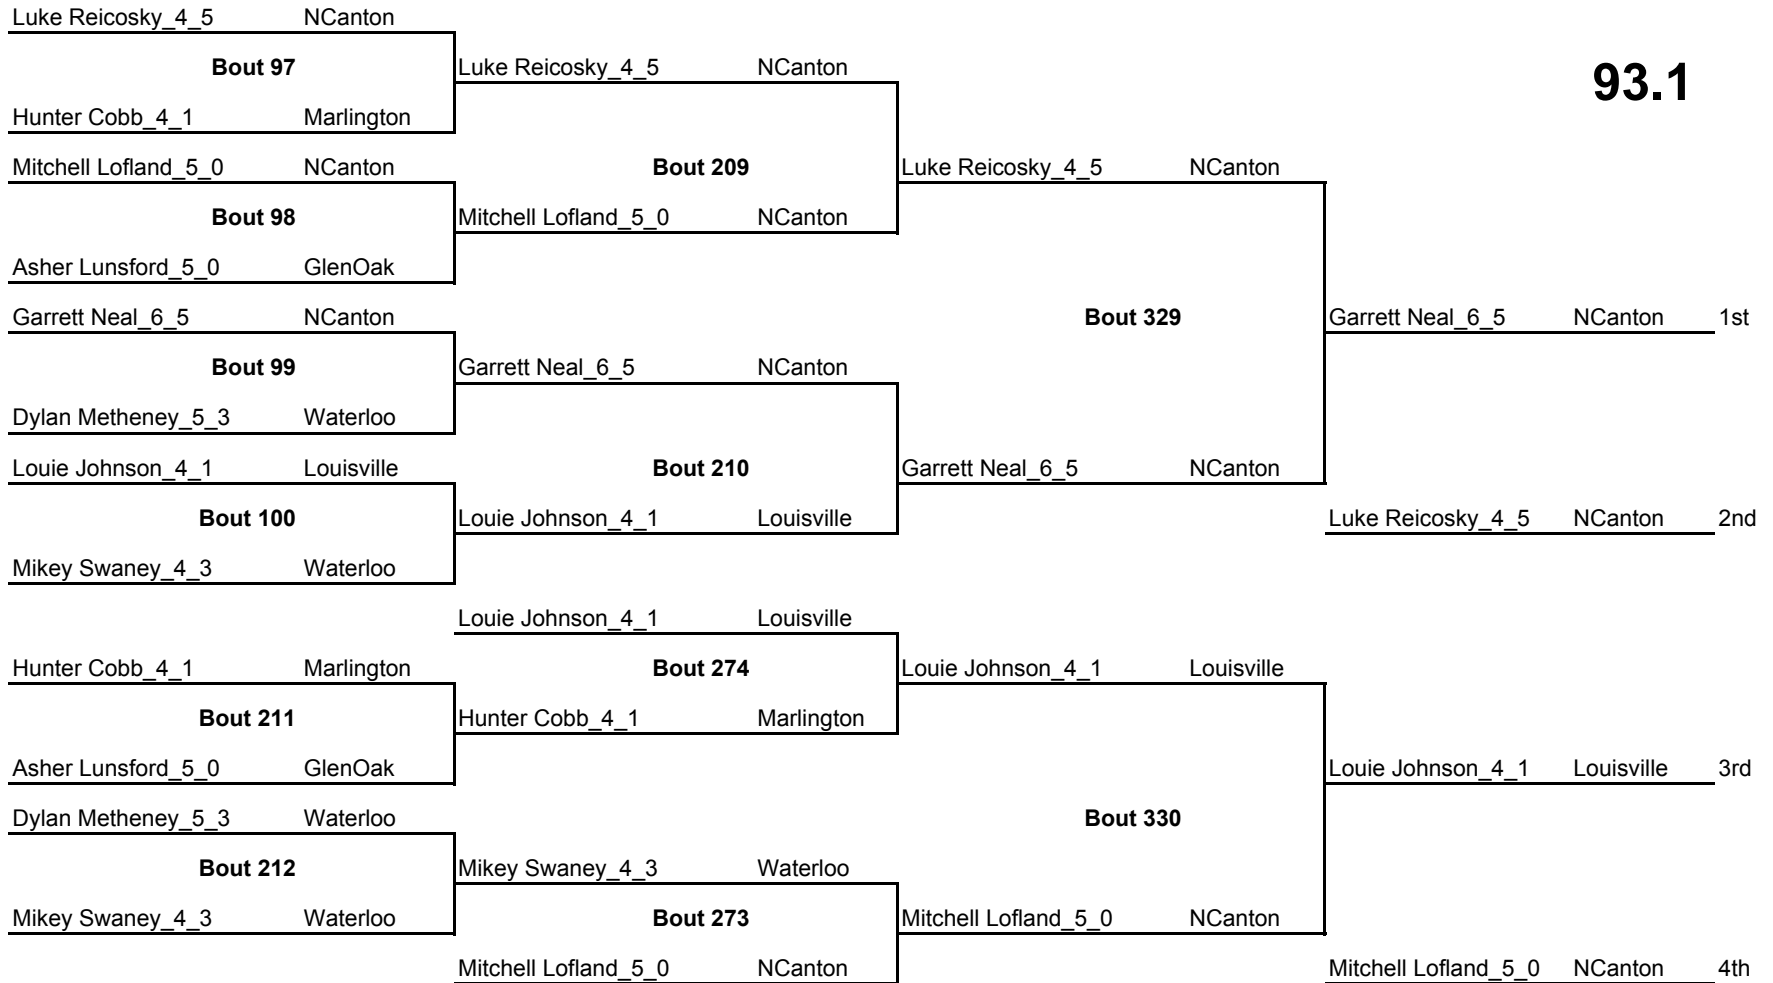 Luke Reicosky_4_5 NCanton
Bout 97 Luke Reicosky_4_5 NCanton
93.1
Hunter Cobb_4_1 Marlington
Mitchell Lofland_5_0 NCanton Bout 209 Luke Reicosky_4_5 NCanton
Bout 98 Mitchell Lofland_5_0 NCanton
Asher Lunsford_5_0 GlenOak
Garrett Neal_6_5 NCanton Bout 329 Garrett Neal_6_5 NCanton 1st
Bout 99 Garrett Neal_6_5 NCanton
Dylan Metheney_5_3 Waterloo
Louie Johnson_4_1 Louisville Bout 210 Garrett Neal_6_5 NCanton
Bout 100 Louie Johnson_4_1 Louisville Luke Reicosky_4_5 NCanton 2nd
Mikey Swaney_4_3 Waterloo
Louie Johnson_4_1 Louisville
Hunter Cobb_4_1 Marlington Bout 274 Louie Johnson_4_1 Louisville
Bout 211 Hunter Cobb_4_1 Marlington
Asher Lunsford_5_0 GlenOak Louie Johnson_4_1 Louisville 3rd
Dylan Metheney_5_3 Waterloo Bout 330
Bout 212 Mikey Swaney_4_3 Waterloo
Mikey Swaney_4_3 Waterloo Bout 273 Mitchell Lofland_5_0 NCanton
Mitchell Lofland_5_0 NCanton Mitchell Lofland_5_0 NCanton 4th